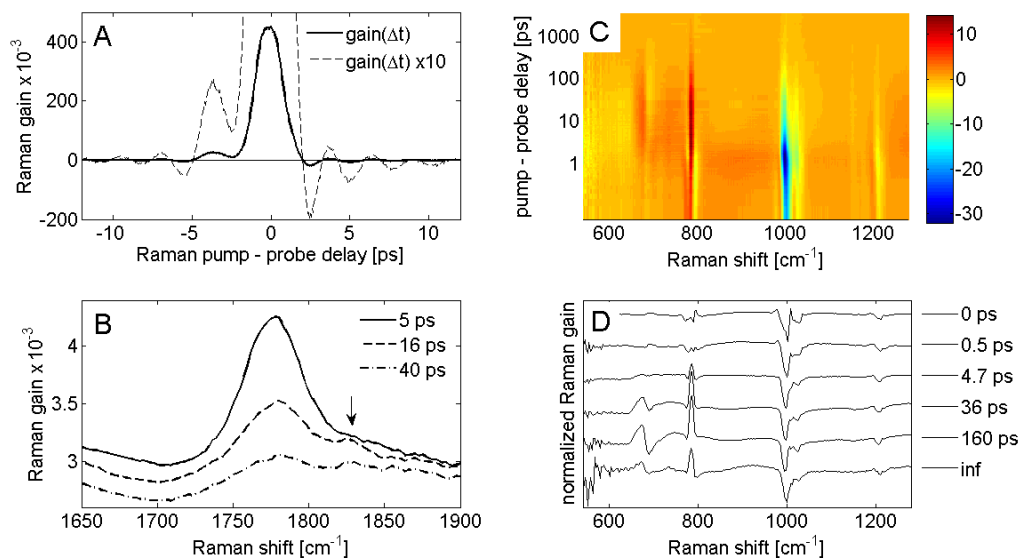 A
gain(Δt)
gain(Δt) x10
400
200
0
-200
Raman gain x 10-3
-10
-5
0
5
10
Raman pump - probe delay [ps]
B
5 ps
16 ps
40 ps
4
3.5
3
Raman gain x 10-3
1650
1700
1750
1800
1850
1900
Raman shift [cm-1]
C
1000
100
10
1
pump - probe delay [ps]
600
800
1000
1200
Raman shift [cm-1]
10
0
-10
-20
-30
D
0 ps
0.5 ps
4.7 ps
36 ps
160 ps
inf
normalized Raman gain
600
800
1000
1200
Raman shift [cm-1]